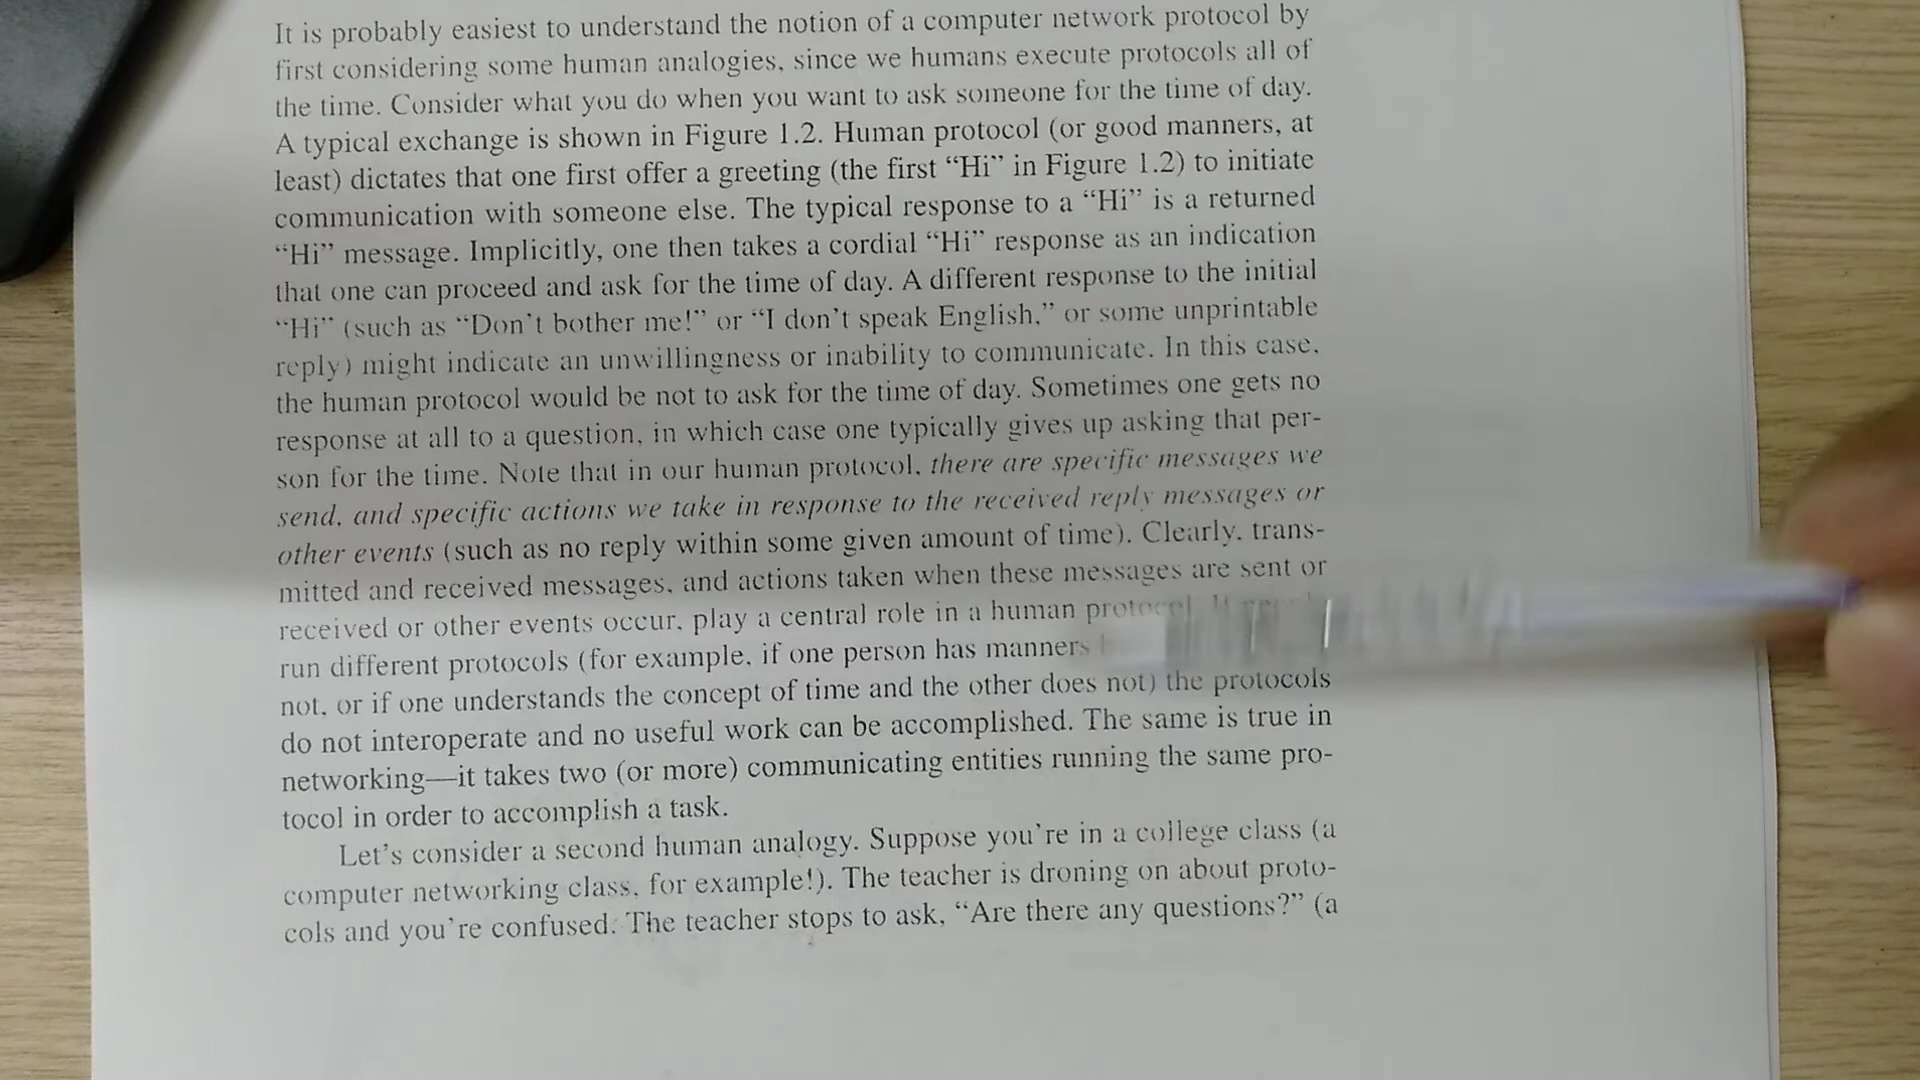 It is probably easiest to understand the notion of a computer network protocol by
first considering some human analogies, since we humans execute protocols all of
the time. Consider what you do when you want to ask someone for the time of day.
A typical exchange is shown in Figure 1.2. Human protocol (or good manners, at
least) dictates that one first offer a greeting (the first “Hi” in Figure 1.2) to initiate
communication with someone else. The typical response to a “Hi” is a returned
“Hi” message. Implicitly, one then takes a cordial “Hi” response as an indication
that one can proceed and ask for the time of day. A different response to the initial
“Hi” (such as “Don’t bother me!” or “I don’t speak English,” or some unprintable
reply) might indicate an unwillingness or inability to communicate. In this case,
the human protocol would be not to ask for the time of day. Sometimes one gets no
response at all to a question, in which case one typically gives up asking that per-
son for the time. Note that in our human protocol, there are specific messages we
send, and specific actions we take in response to the received reply messages or
other events (such as no reply within some given amount of time). Clearly, trans-
mitted and received messages, and actions taken when these messages are sent or
received or other events occur, play a central role in a human protocol. If
run different protocols (for example, if one person has manners
not, or if one understands the concept of time and the other does not) the protocols
do not interoperate and no useful work can be accomplished. The same is true in
networking—it takes two (or more) communicating entities running the same pro-
tocol in order to accomplish a task.
Let’s consider a second human analogy. Suppose you’re in a college class (a
computer networking class, for example!). The teacher is droning on about proto-
cols and you’re confused. The teacher stops to ask, “Are there any questions?” (a